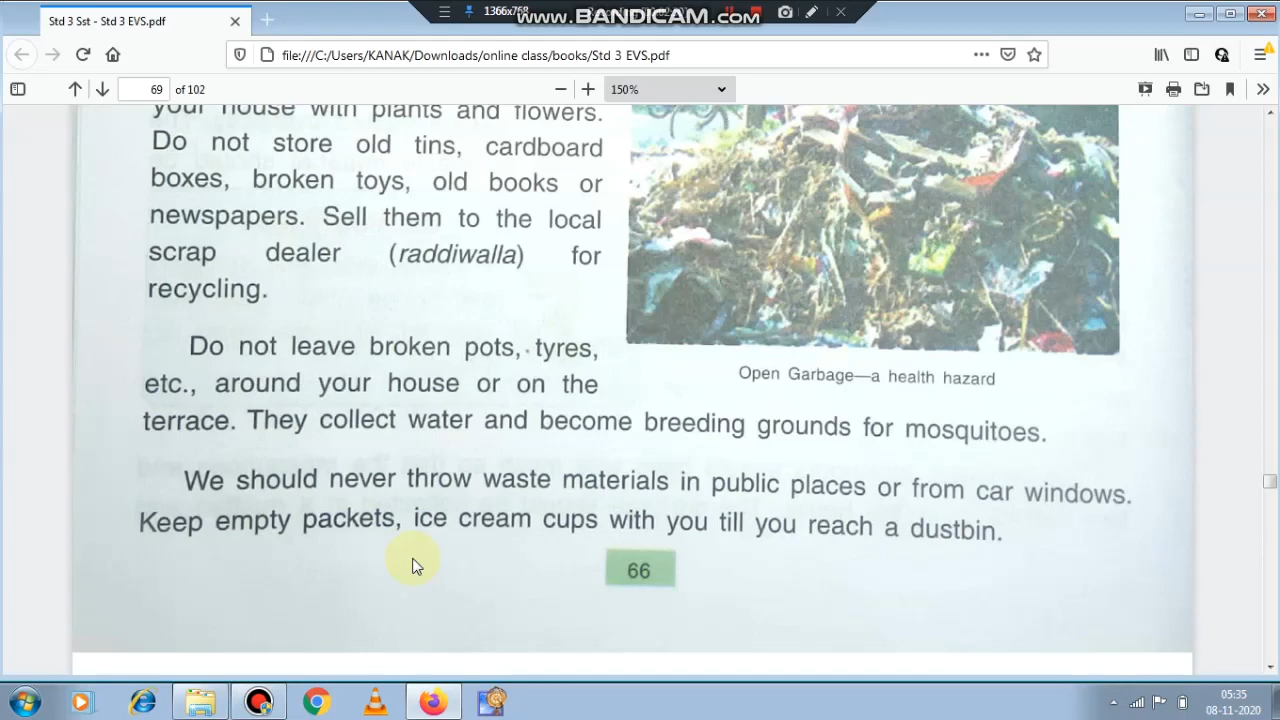 Std 3 Sst - Std 3 EVS.pdf
1366x768
www.BANDICAM.com
file:///C:/Users/KANAK/Downloads/online class/books/Std 3 EVS.pdf
69 of 102
150%
your house with plants and flowers.
Do not store old tins, cardboard
boxes, broken toys, old books or
newspapers. Sell them to the local
scrap dealer (raddiwalla) for
recycling.
Do not leave broken pots, tyres,
etc., around your house or on the
terrace. They collect water and become breeding grounds for mosquitoes.
Open Garbage—a health hazard
We should never throw waste materials in public places or from car windows.
Keep empty packets, ice cream cups with you till you reach a dustbin.
66
05:35
08-11-2020